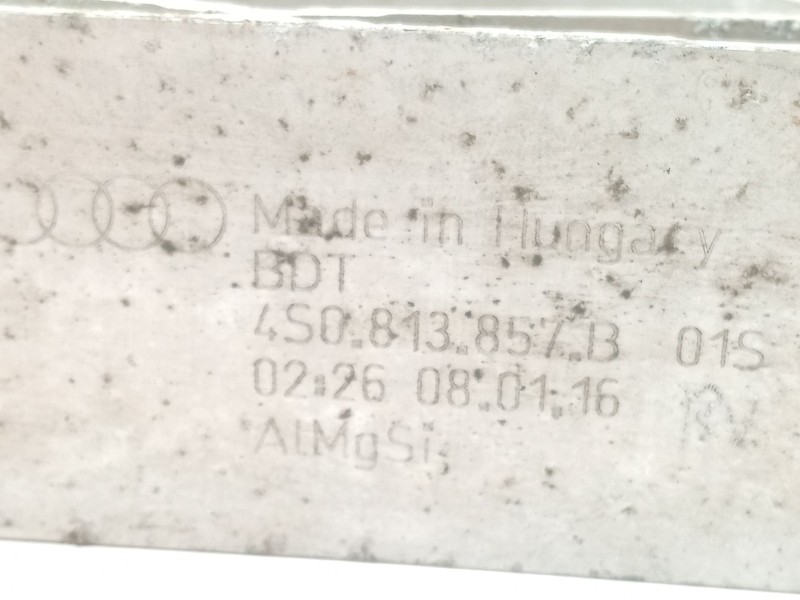 Made in Hungary
BDT
4S0.813.857.B 01S
02:26 08.01.16
AlMgSi